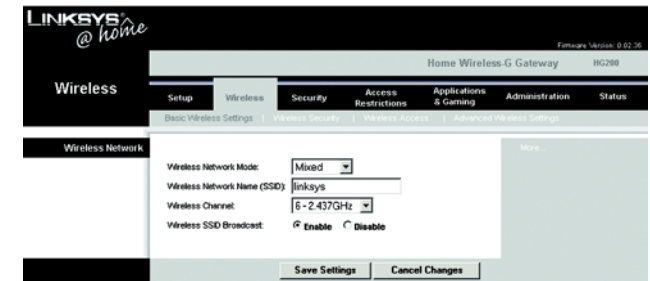 LINKSYS®
@ home
Firmware Version: 0.02.36
Home Wireless-G Gateway HG200
Wireless
Setup Wireless Security Access Restrictions Applications & Gaming Administration Status
Basic Wireless Settings | Wireless Security | Wireless Access | Advanced Wireless Settings
Wireless Network
More...
Wireless Network Mode: Mixed
Wireless Network Name (SSID): linksys
Wireless Channel: 6 - 2.437GHz
Wireless SSID Broadcast: Enable Disable
Save Settings Cancel Changes